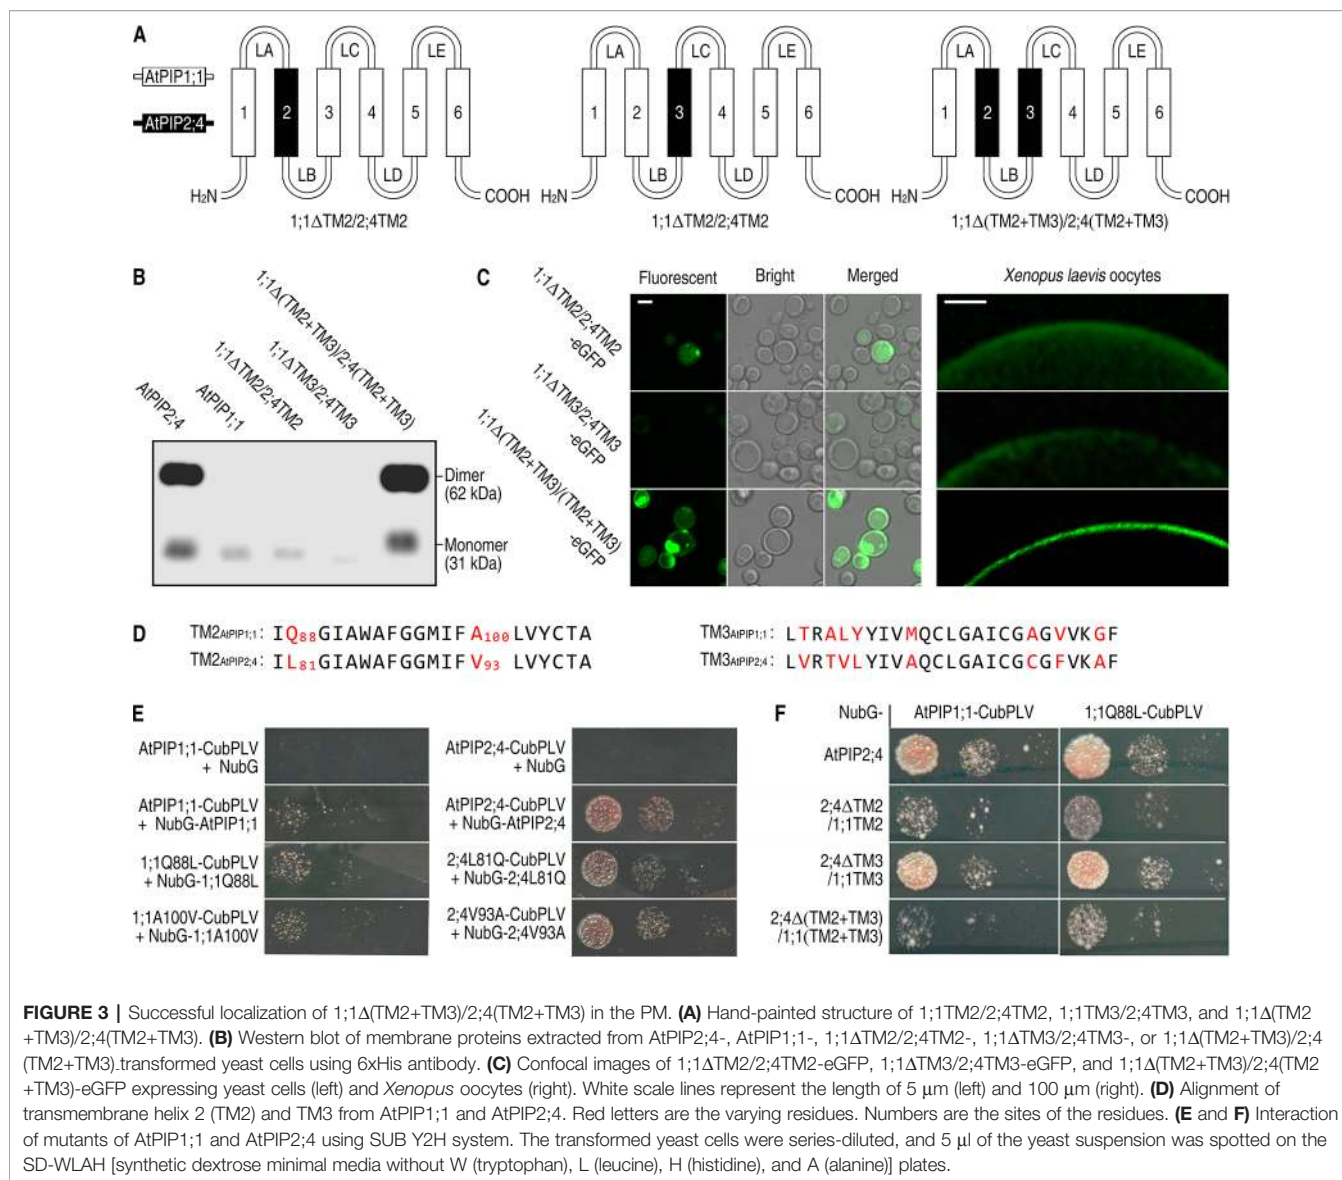 A
AtPIP1;1
AtPIP2;4
LA LC LE
1 2 3 4 5 6
LB LD
H₂N COOH
1;1ΔTM2/2;4TM2
LA LC LE
1 2 3 4 5 6
LB LD
H₂N COOH
1;1ΔTM2/2;4TM2
LA LC LE
1 2 3 4 5 6
LB LD
H₂N COOH
1;1Δ(TM2+TM3)/2;4(TM2+TM3)
B
AtPIP2;4
AtPIP1;1
1;1ΔTM2/2;4TM2
1;1ΔTM3/2;4TM3
1;1Δ(TM2+TM3)/2;4(TM2+TM3)
Dimer
(62 kDa)
Monomer
(31 kDa)
C
Fluorescent Bright Merged Xenopus laevis oocytes
1;1ΔTM2/2;4TM2
-eGFP
1;1ΔTM3/2;4TM3
-eGFP
1;1Δ(TM2+TM3)/(TM2+TM3)
-eGFP
D
TM2AtPIP1;1: IQ88GIAWAFGGMIFA100LVYCTA
TM2AtPIP2;4: IL81GIAWAFGGMIFV93 LVYCTA
TM3AtPIP1;1: LTRALYYIVMQCLGAICGAGVVKGF
TM3AtPIP2;4: LVRTVLYIVAQCLGAICGCGFVKAF
E
AtPIP1;1-CubPLV
+ NubG
AtPIP1;1-CubPLV
+ NubG-AtPIP1;1
1;1Q88L-CubPLV
+ NubG-1;1Q88L
1;1A100V-CubPLV
+ NubG-1;1A100V
AtPIP2;4-CubPLV
+ NubG
AtPIP2;4-CubPLV
+ NubG-AtPIP2;4
2;4L81Q-CubPLV
+ NubG-2;4L81Q
2;4V93A-CubPLV
+ NubG-2;4V93A
F
NubG- AtPIP1;1-CubPLV 1;1Q88L-CubPLV
AtPIP2;4
2;4ΔTM2
/1;1TM2
2;4ΔTM3
/1;1TM3
2;4Δ(TM2+TM3)
/1;1(TM2+TM3)
FIGURE 3 | Successful localization of 1;1Δ(TM2+TM3)/2;4(TM2+TM3) in the PM. (A) Hand-painted structure of 1;1TM2/2;4TM2, 1;1TM3/2;4TM3, and 1;1Δ(TM2
+TM3)/2;4(TM2+TM3). (B) Western blot of membrane proteins extracted from AtPIP2;4-, AtPIP1;1-, 1;1ΔTM2/2;4TM2-, 1;1ΔTM3/2;4TM3-, or 1;1Δ(TM2+TM3)/2;4
(TM2+TM3).transformed yeast cells using 6xHis antibody. (C) Confocal images of 1;1ΔTM2/2;4TM2-eGFP, 1;1ΔTM3/2;4TM3-eGFP, and 1;1Δ(TM2+TM3)/2;4(TM2
+TM3)-eGFP expressing yeast cells (left) and Xenopus oocytes (right). White scale lines represent the length of 5 μm (left) and 100 μm (right). (D) Alignment of
transmembrane helix 2 (TM2) and TM3 from AtPIP1;1 and AtPIP2;4. Red letters are the varying residues. Numbers are the sites of the residues. (E and F) Interaction
of mutants of AtPIP1;1 and AtPIP2;4 using SUB Y2H system. The transformed yeast cells were series-diluted, and 5 μl of the yeast suspension was spotted on the
SD-WLAH [synthetic dextrose minimal media without W (tryptophan), L (leucine), H (histidine), and A (alanine)] plates.